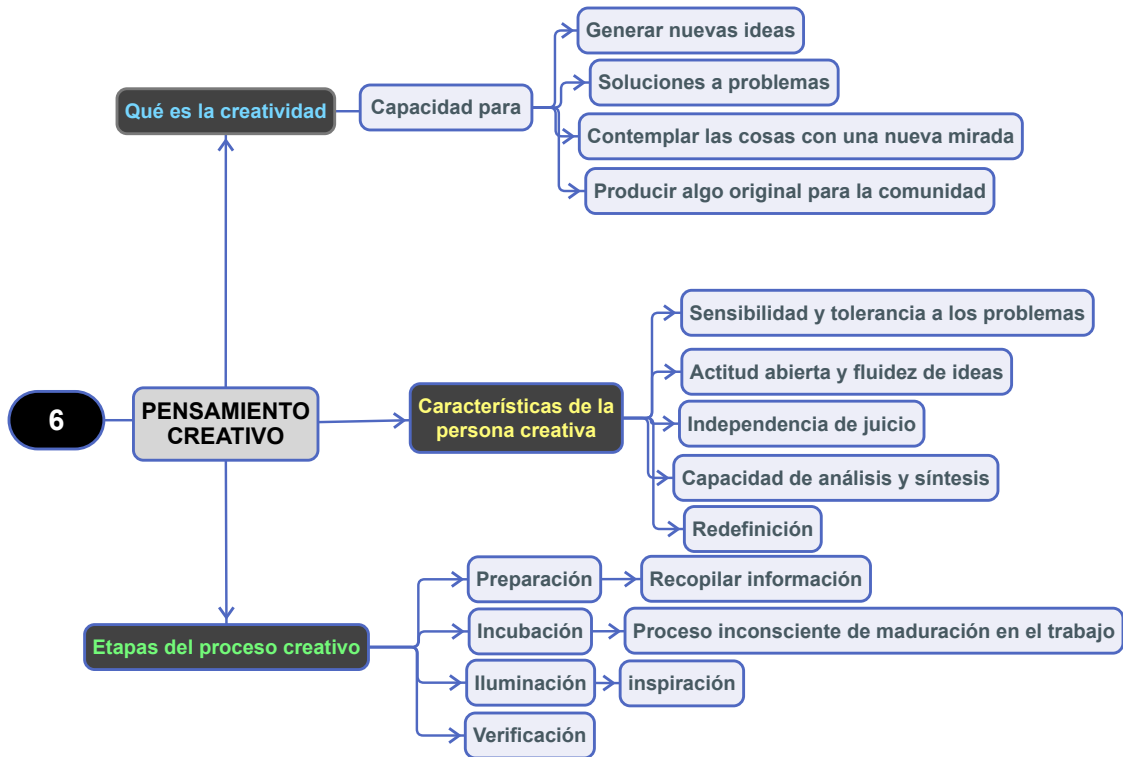 Generar nuevas ideas
Soluciones a problemas
Qué es la creatividad
Capacidad para
Contemplar las cosas con una nueva mirada
Producir algo original para la comunidad
Sensibilidad y tolerancia a los problemas
Actitud abierta y fluidez de ideas
6
PENSAMIENTO
CREATIVO
Características de la
persona creativa
Independencia de juicio
Capacidad de análisis y síntesis
Redefinición
Preparación
Recopilar información
Etapas del proceso creativo
Incubación
Proceso inconsciente de maduración en el trabajo
Iluminación
inspiración
Verificación